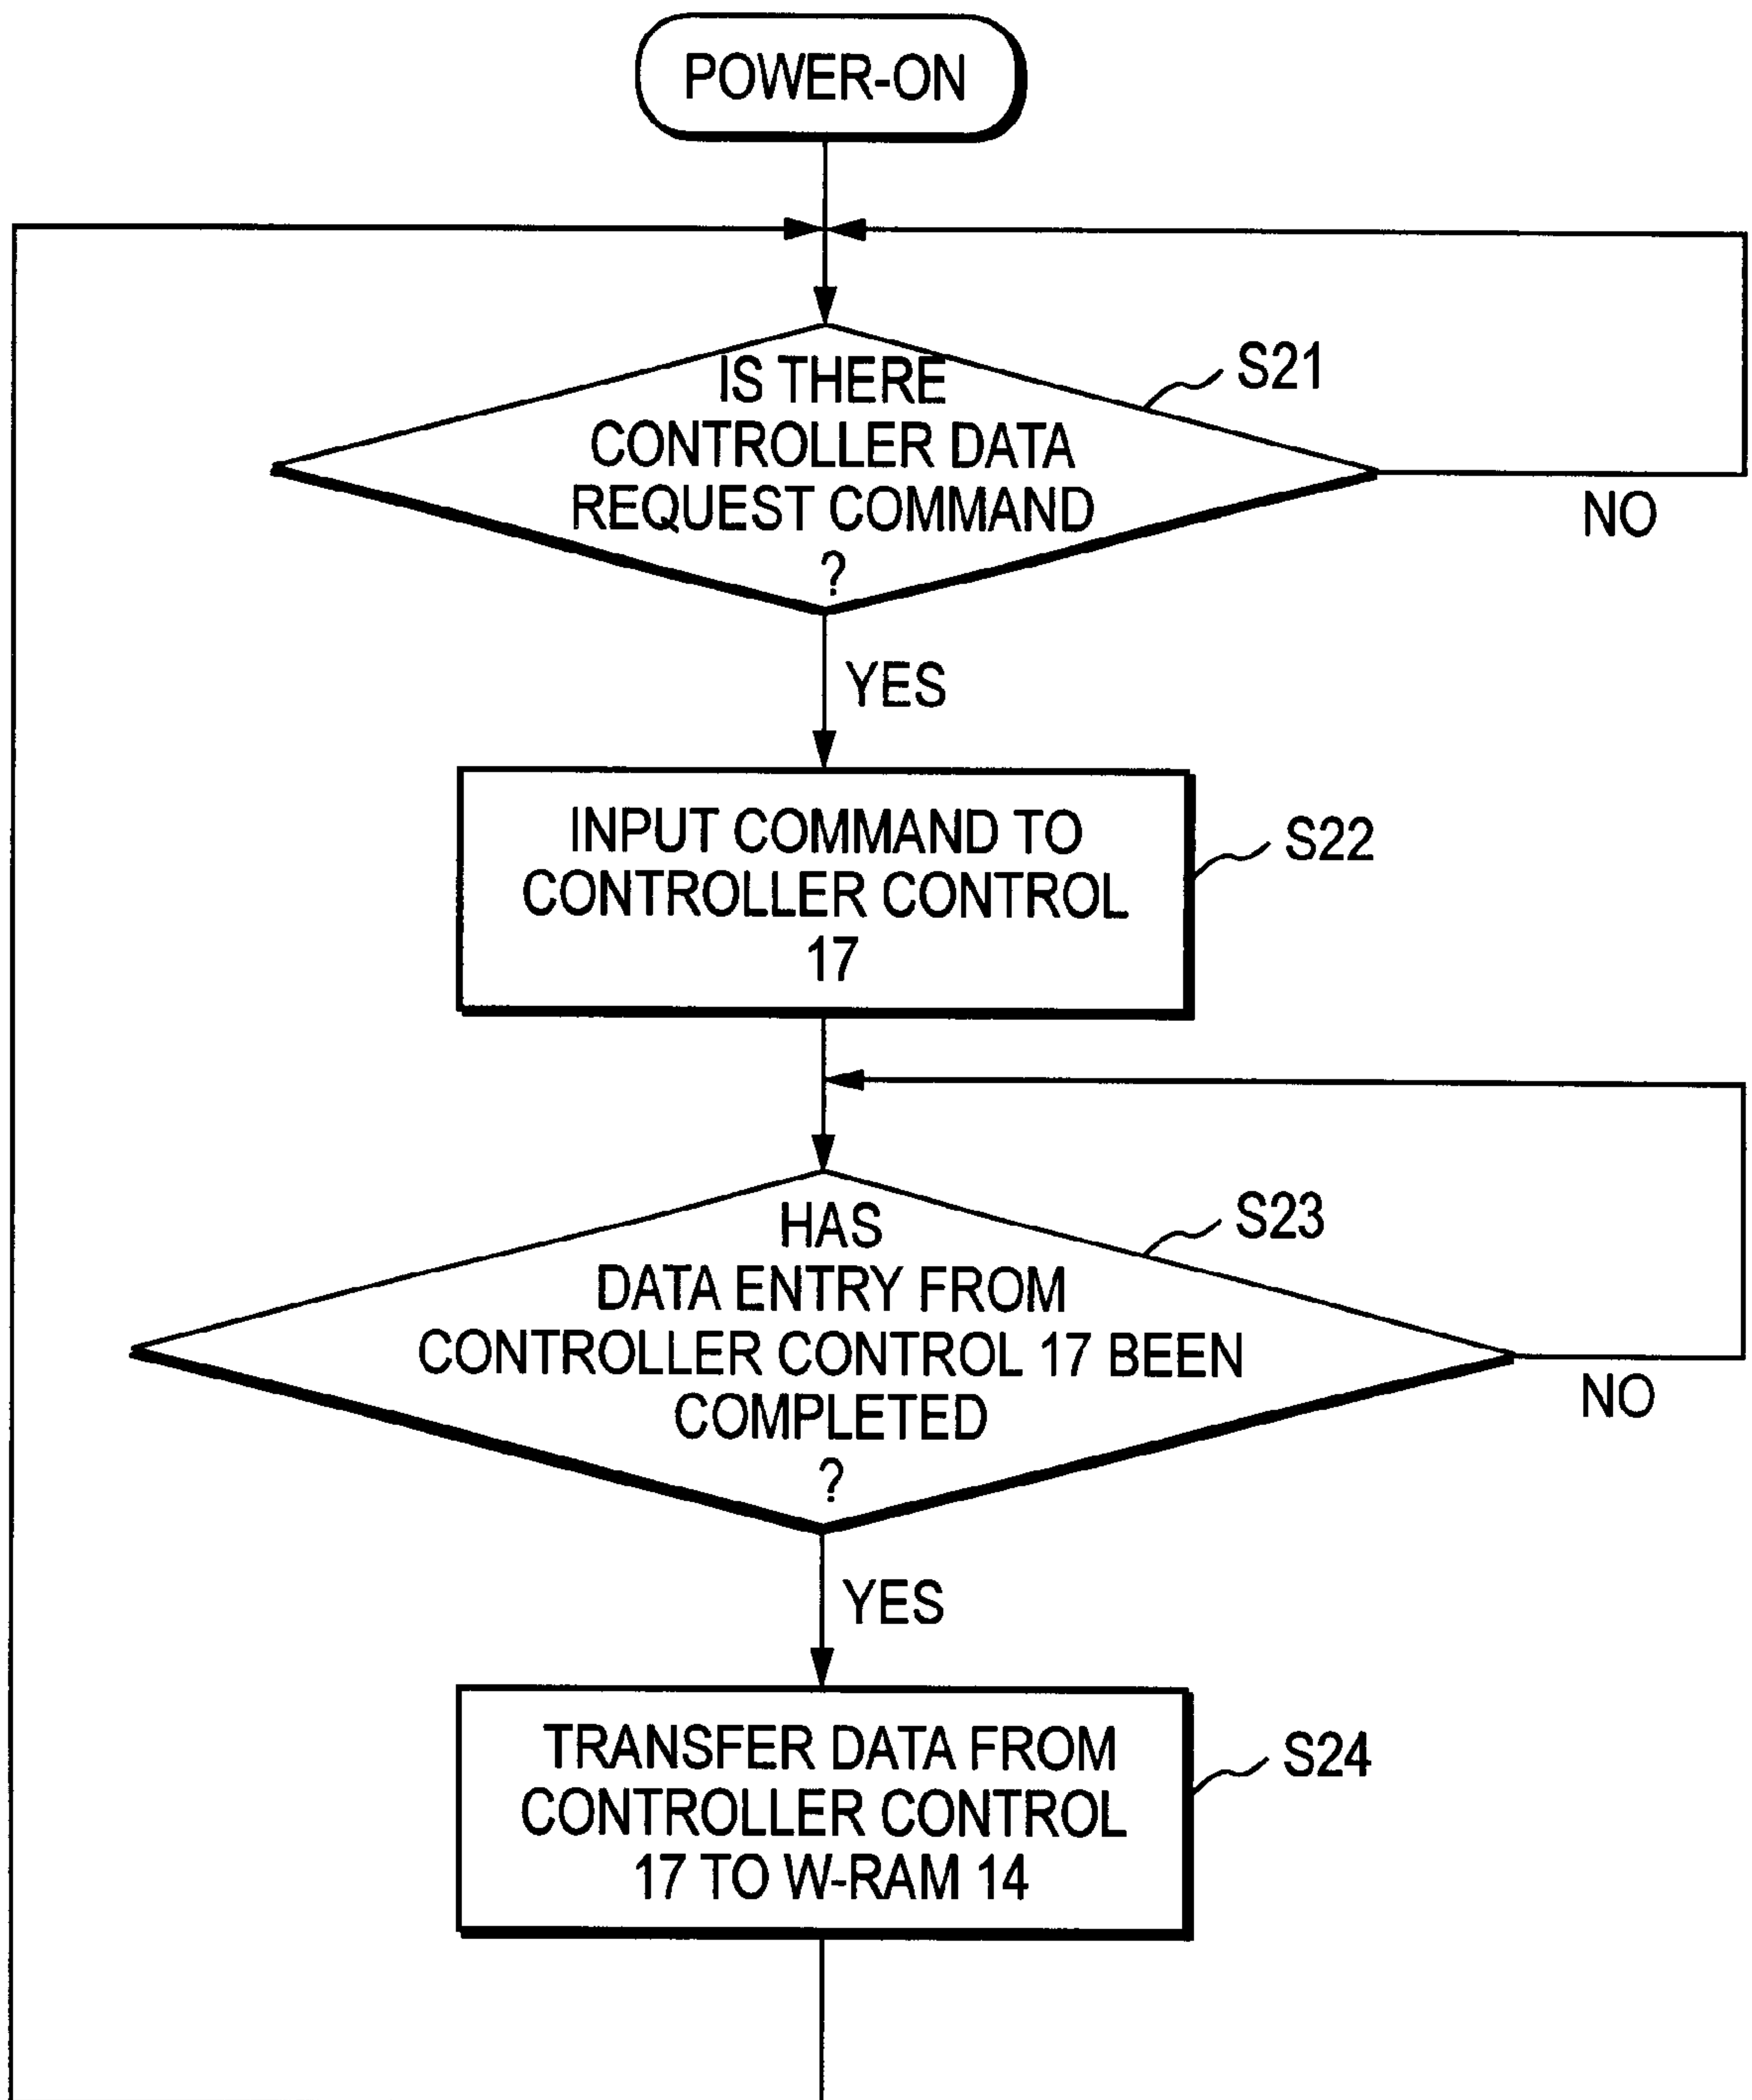 POWER-ON
IS THERE
CONTROLLER DATA
REQUEST COMMAND
?
S21
NO
YES
INPUT COMMAND TO
CONTROLLER CONTROL
17
S22
HAS
DATA ENTRY FROM
CONTROLLER CONTROL 17 BEEN
COMPLETED
?
S23
NO
YES
TRANSFER DATA FROM
CONTROLLER CONTROL
17 TO W-RAM 14
S24